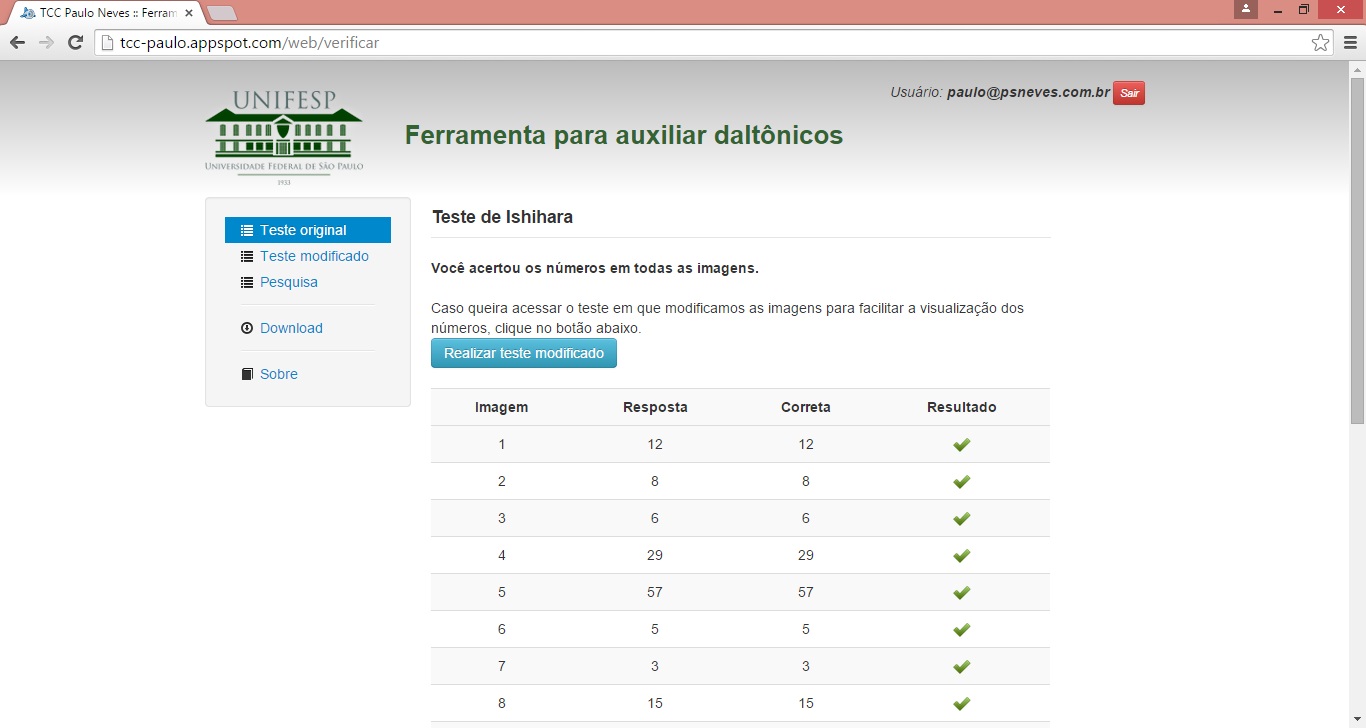 TCC Paulo Neves :: Ferram
tcc-paulo.appspot.com/web/verificar
UNIFESP
UNIVERSIDADE FEDERAL DE SÃO PAULO
1933
Usuário: paulo@psneves.com.br Sair
Ferramenta para auxiliar daltônicos
Teste original
Teste modificado
Pesquisa
Download
Sobre
Teste de Ishihara
Você acertou os números em todas as imagens.
Caso queira acessar o teste em que modificamos as imagens para facilitar a visualização dos
números, clique no botão abaixo.
Realizar teste modificado
Imagem Resposta Correta Resultado
1 12 12
2 8 8
3 6 6
4 29 29
5 57 57
6 5 5
7 3 3
8 15 15